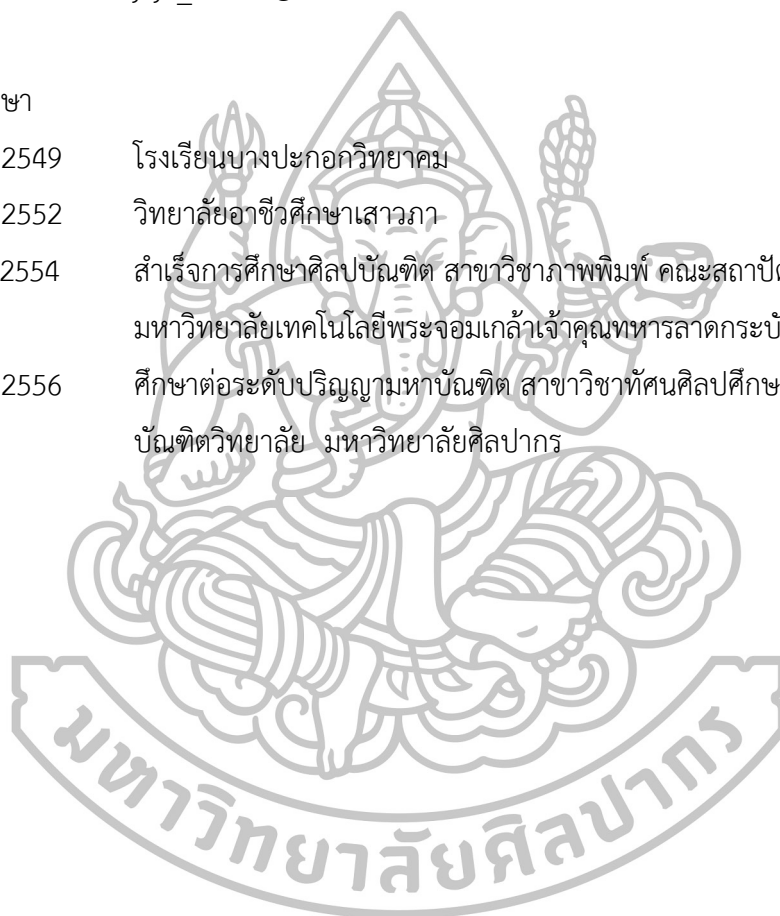 ษา
2549 โรงเรียนบางปะกอกวิทยาคม
2552 วิทยาลัยอาชีวศึกษาเสาวภา
2554 สำเร็จการศึกษาศิลปบัณฑิต สาขาวิชาภาพพิมพ์ คณะสถาปั
มหาวิทยาลัยเทคโนโลยีพระจอมเกล้าเจ้าคุณทหารลาดกระบั
2556 ศึกษาต่อระดับปริญญามหาบัณฑิต สาขาวิชาทัศนศิลปศึกษ
บัณฑิตวิทยาลัย มหาวิทยาลัยศิลปากร
มหาวิทยาลัยศิลปากร